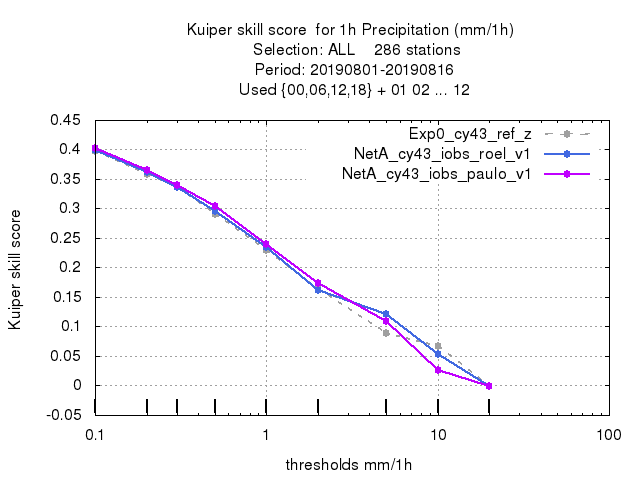 Kuiper skill score  for 1h Precipitation (mm/1h)
Selection: ALL    286 stations
Period: 20190801-20190816
Used {00,06,12,18} + 01 02 ... 12
Exp0_cy43_ref_z
NetA_cy43_iobs_roel_v1
NetA_cy43_iobs_paulo_v1
Kuiper skill score
0.45
0.4
0.35
0.3
0.25
0.2
0.15
0.1
0.05
0
-0.05
0.1 1 10 100
thresholds mm/1h